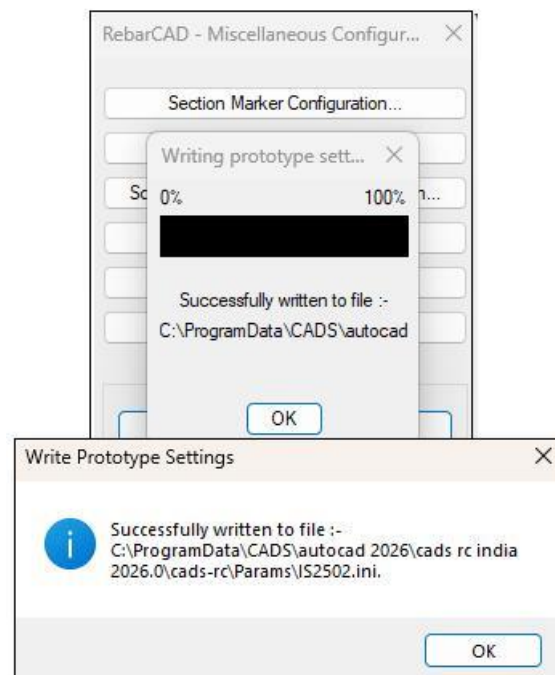 RebarCAD - Miscellaneous Configur...
Section Marker Configuration...
Writing prototype sett...
0% 100%
Successfully written to file :-
C:\ProgramData\CADS\autocad
OK
Write Prototype Settings
Successfully written to file :-
C:\ProgramData\CADS\autocad 2026\cads rc india
2026.0\cads-rc\Params\IS2502.ini.
OK